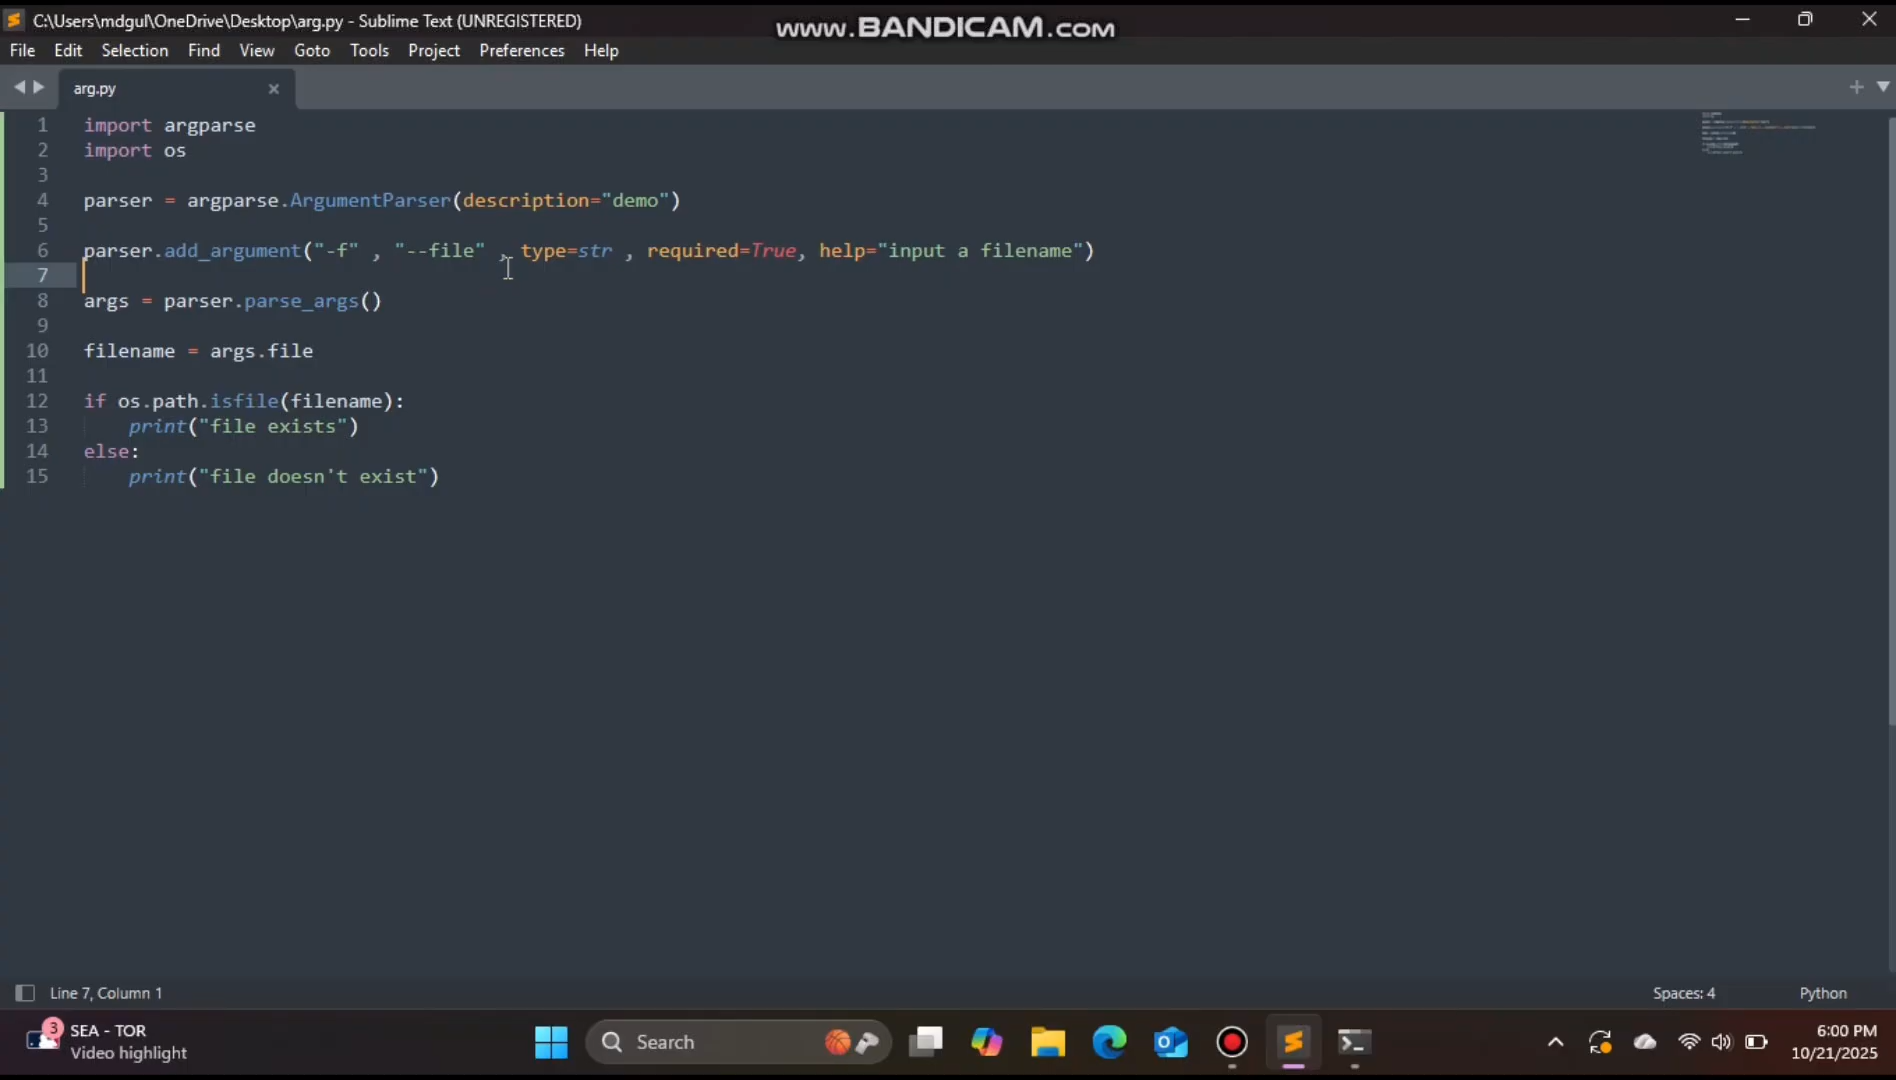 C:\Users\mdgul\OneDrive\Desktop\arg.py - Sublime Text (UNREGISTERED)
www.BANDICAM.com
File Edit Selection Find View Goto Tools Project Preferences Help
arg.py
1 import argparse
2 import os
3
4 parser = argparse.ArgumentParser(description="demo")
5
6 parser.add_argument("-f" , "--file" , type=str , required=True, help="input a filename")
7
8 args = parser.parse_args()
9
10 filename = args.file
11
12 if os.path.isfile(filename):
13     print("file exists")
14 else:
15     print("file doesn't exist")
Line 7, Column 1
Spaces: 4
Python
3
SEA - TOR
Video highlight
Search
6:00 PM
10/21/2025